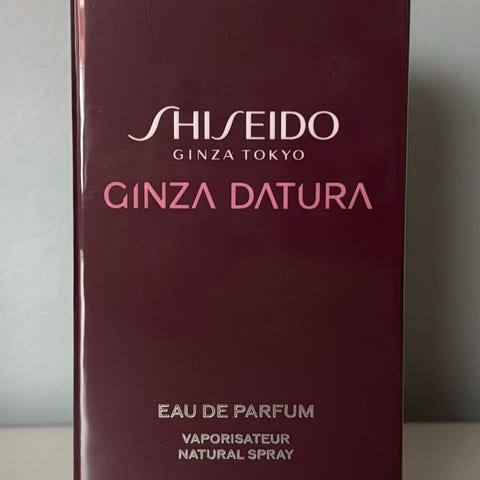 SHISEIDO
GINZA TOKYO
GINZA DATURA
EAU DE PARFUM
VAPORISATEUR
NATURAL SPRAY